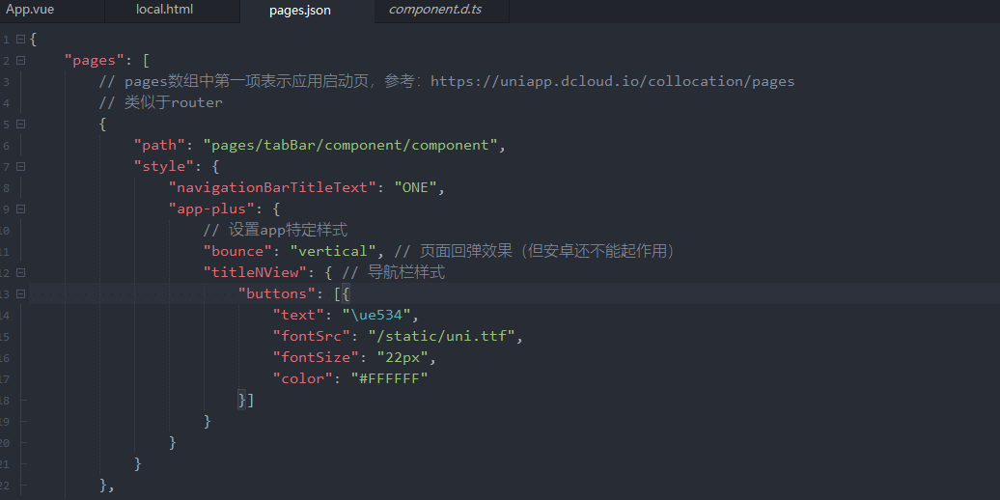 App.vue local.html pages.json component.d.ts
1 {
2 "pages": [
3 // pages数组中第一项表示应用启动页，参考：https://uniapp.dcloud.io/collocation/pages
4 // 类似于router
5 {
6 "path": "pages/tabBar/component/component",
7 "style": {
8 "navigationBarTitleText": "ONE",
9 "app-plus": {
10 // 设置app特定样式
11 "bounce": "vertical", // 页面回弹效果（但安卓还不能起作用）
12 "titleNView": { // 导航栏样式
13 "buttons": [{
14 "text": "\ue534",
15 "fontSrc": "/static/uni.ttf",
16 "fontSize": "22px",
17 "color": "#FFFFFF"
18 }]
19 }
20 }
21 }
22 },